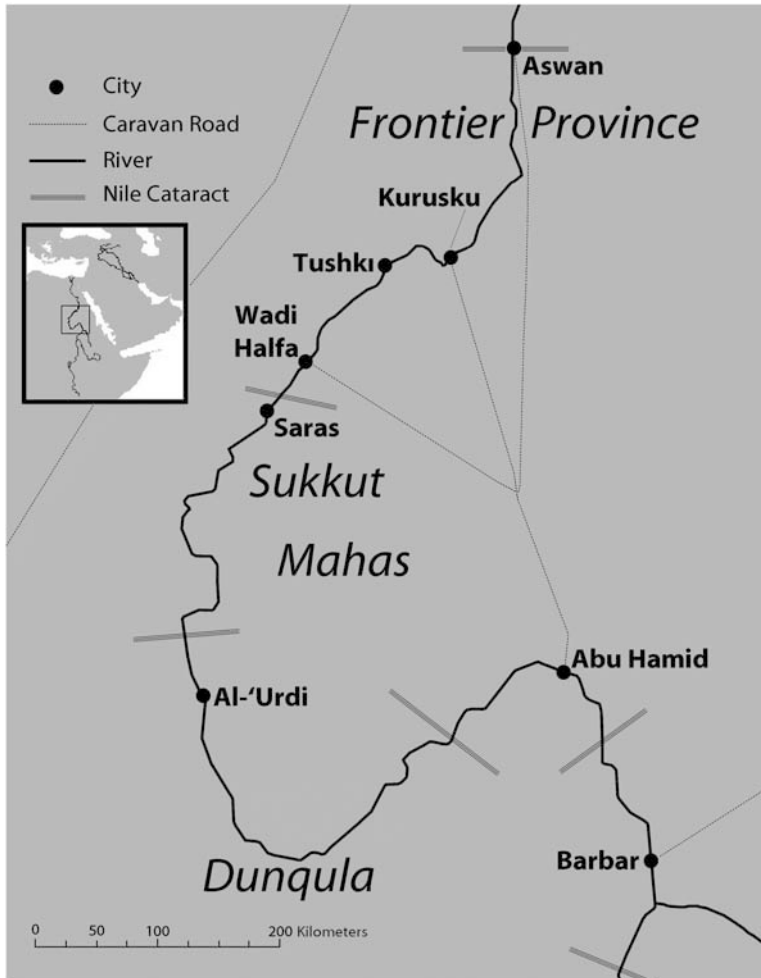 City
Caravan Road
River
Nile Cataract
Aswan
Frontier Province
Kurusku
Tushkı
Wadi
Halfa
Saras
Sukkut
Mahas
Abu Hamid
Al-‘Urdi
Barbar
Dunqula
0 50 100 200 Kilometers